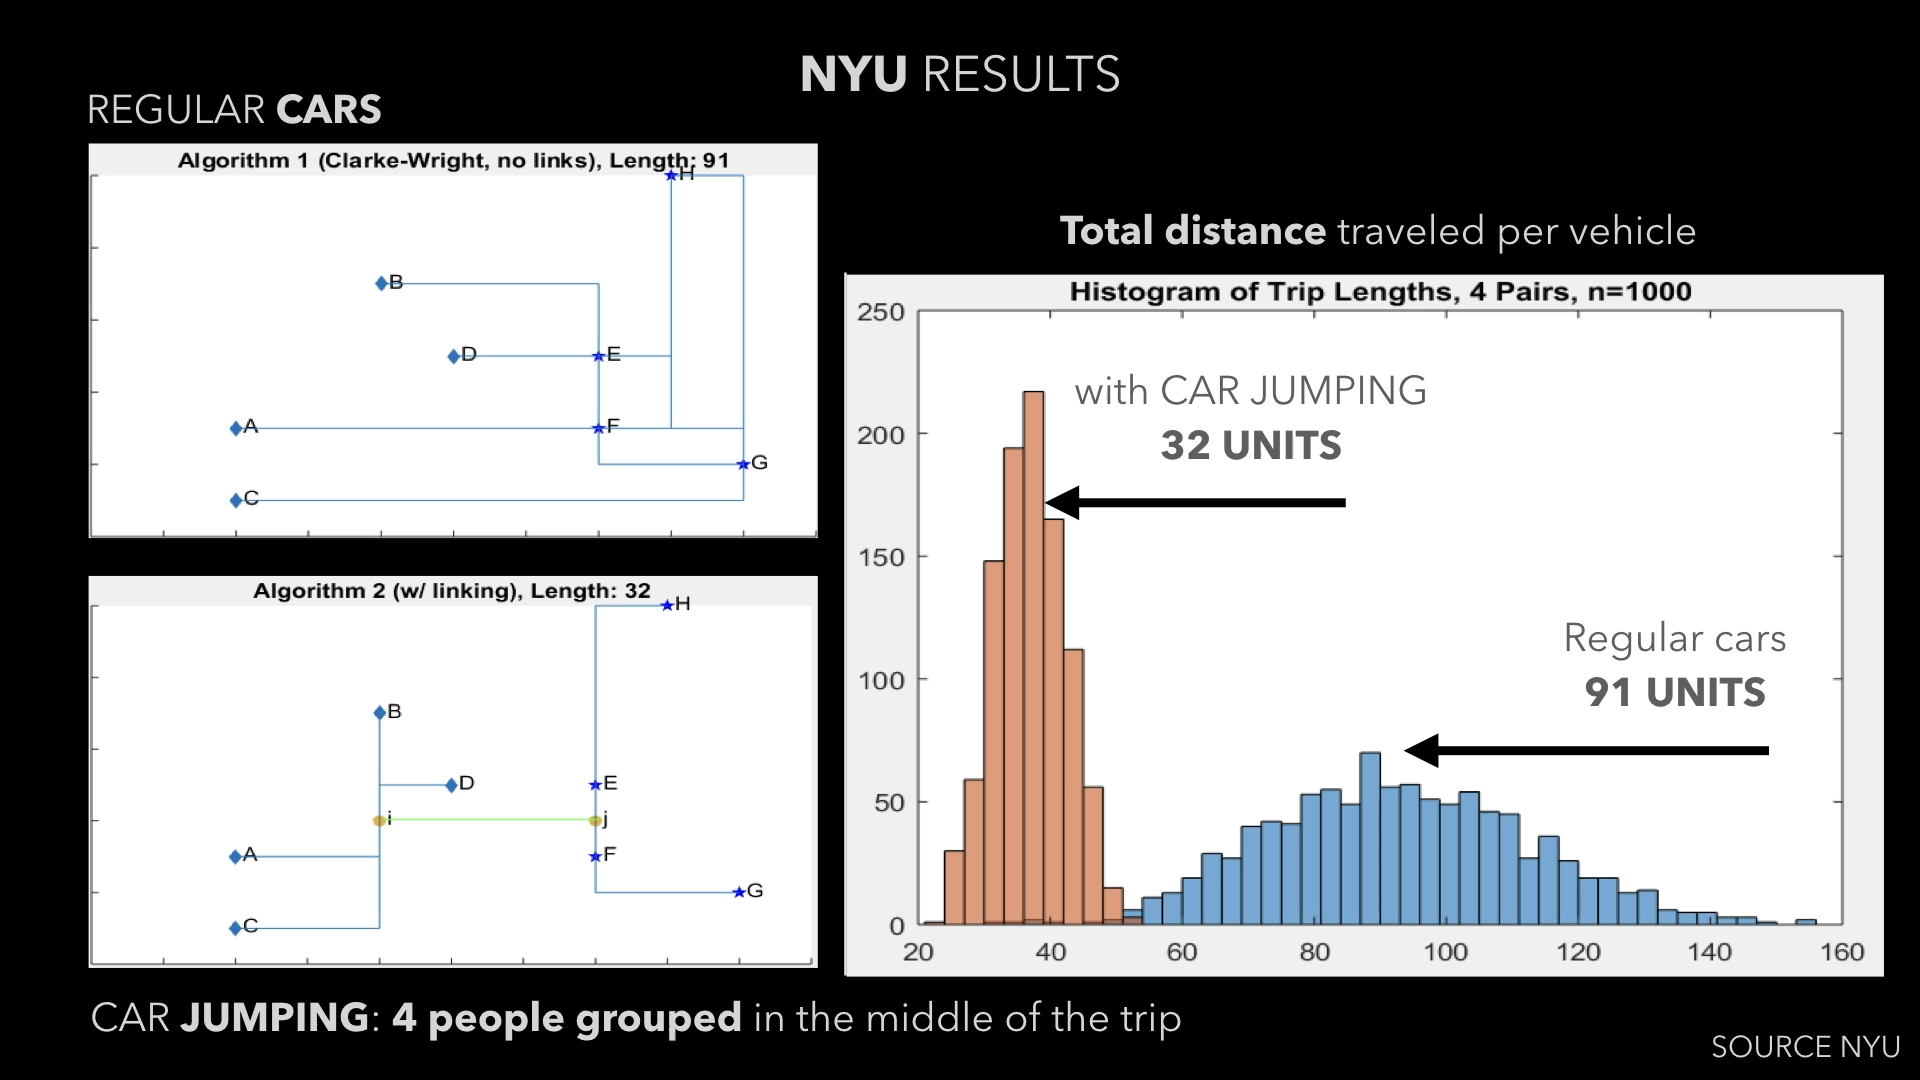 NYU RESULTS
REGULAR CARS
Algorithm 1 (Clarke-Wright, no links), Length: 91
H
B
D
E
A
F
G
C
Algorithm 2 (w/ linking), Length: 32
H
B
D
E
i
j
A
F
G
C
Total distance traveled per vehicle
Histogram of Trip Lengths, 4 Pairs, n=1000
250
200
150
100
50
0
20 40 60 80 100 120 140 160
with CAR JUMPING
32 UNITS
Regular cars
91 UNITS
CAR JUMPING: 4 people grouped in the middle of the trip
SOURCE NYU